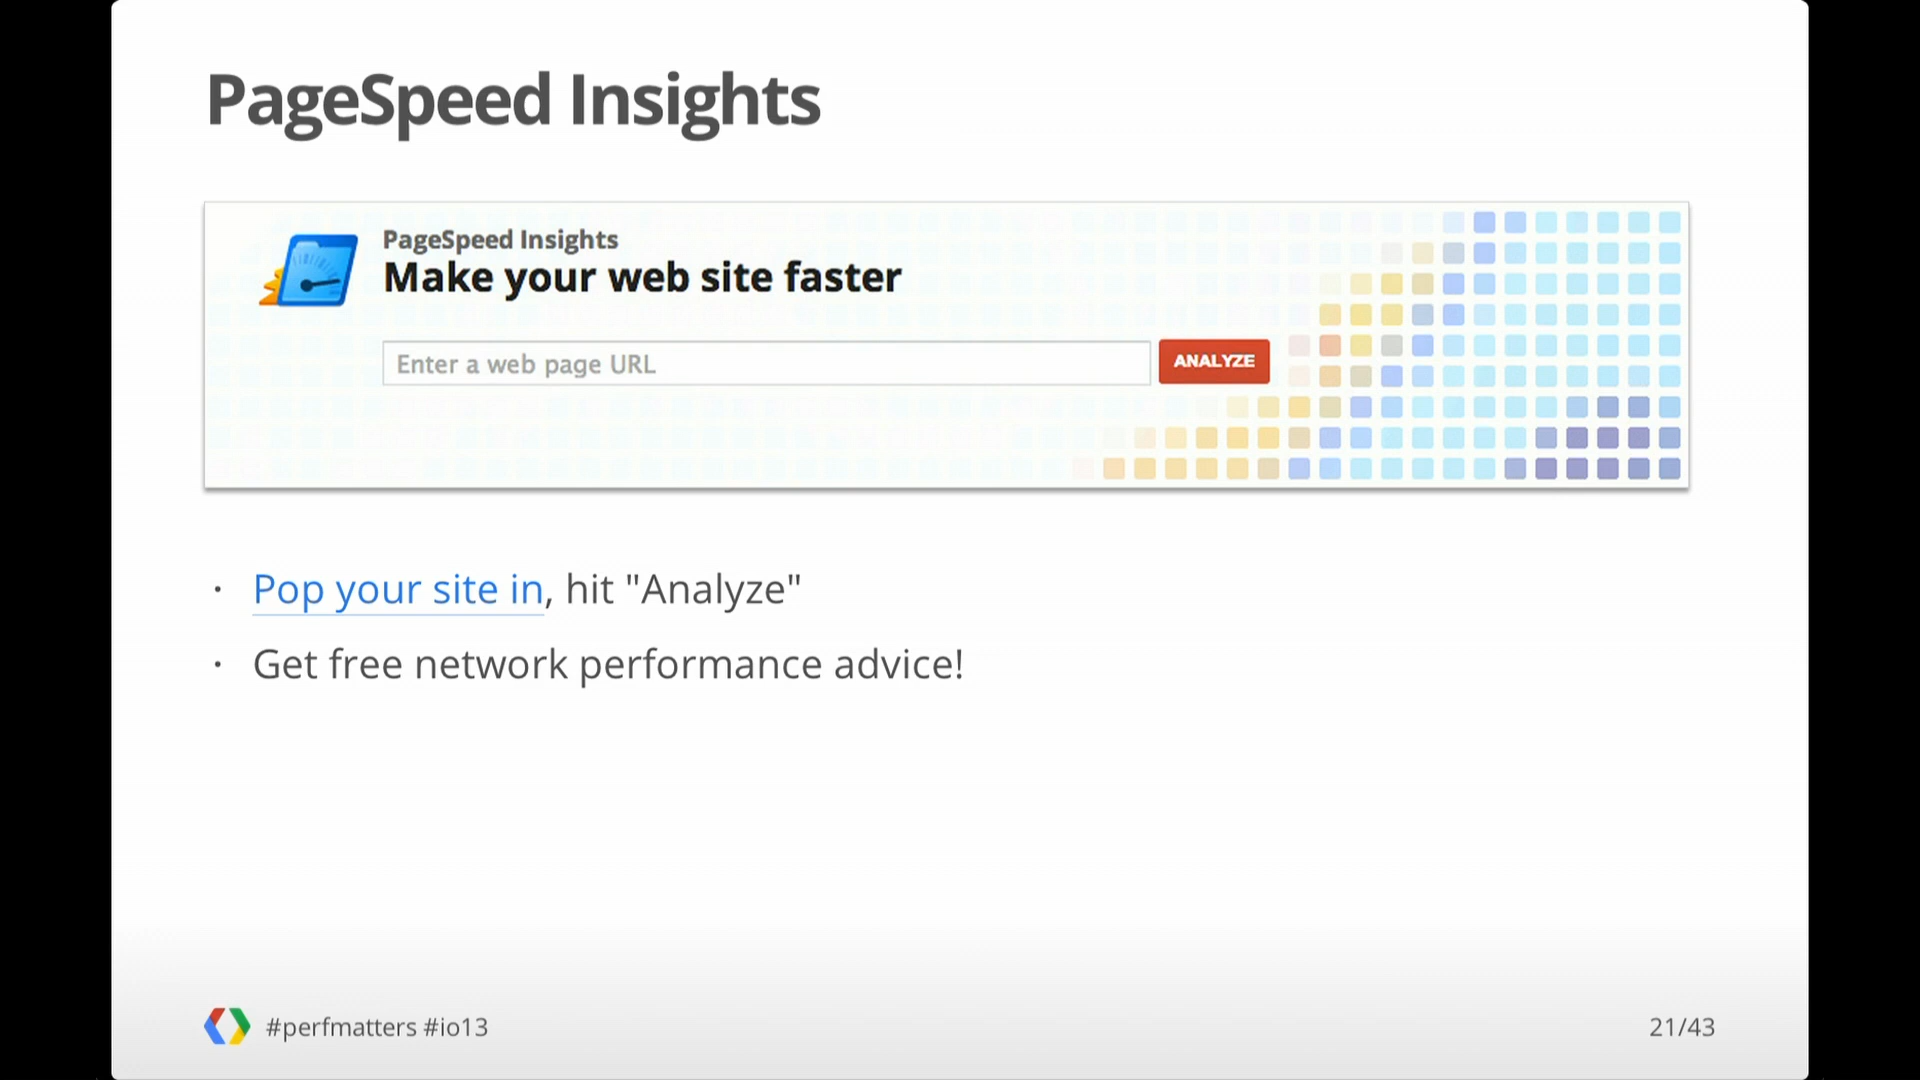 PageSpeed Insights
PageSpeed Insights
Make your web site faster
Enter a web page URL
ANALYZE
· Pop your site in, hit "Analyze"
· Get free network performance advice!
#perfmatters #io13
21/43